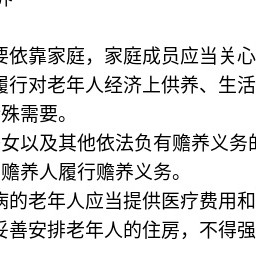 要依靠家庭，家庭成员应当关心
履行对老年人经济上供养、生活
殊需要。
女以及其他依法负有赡养义务的
赡养人履行赡养义务。
病的老年人应当提供医疗费用和
妥善安排老年人的住房，不得强